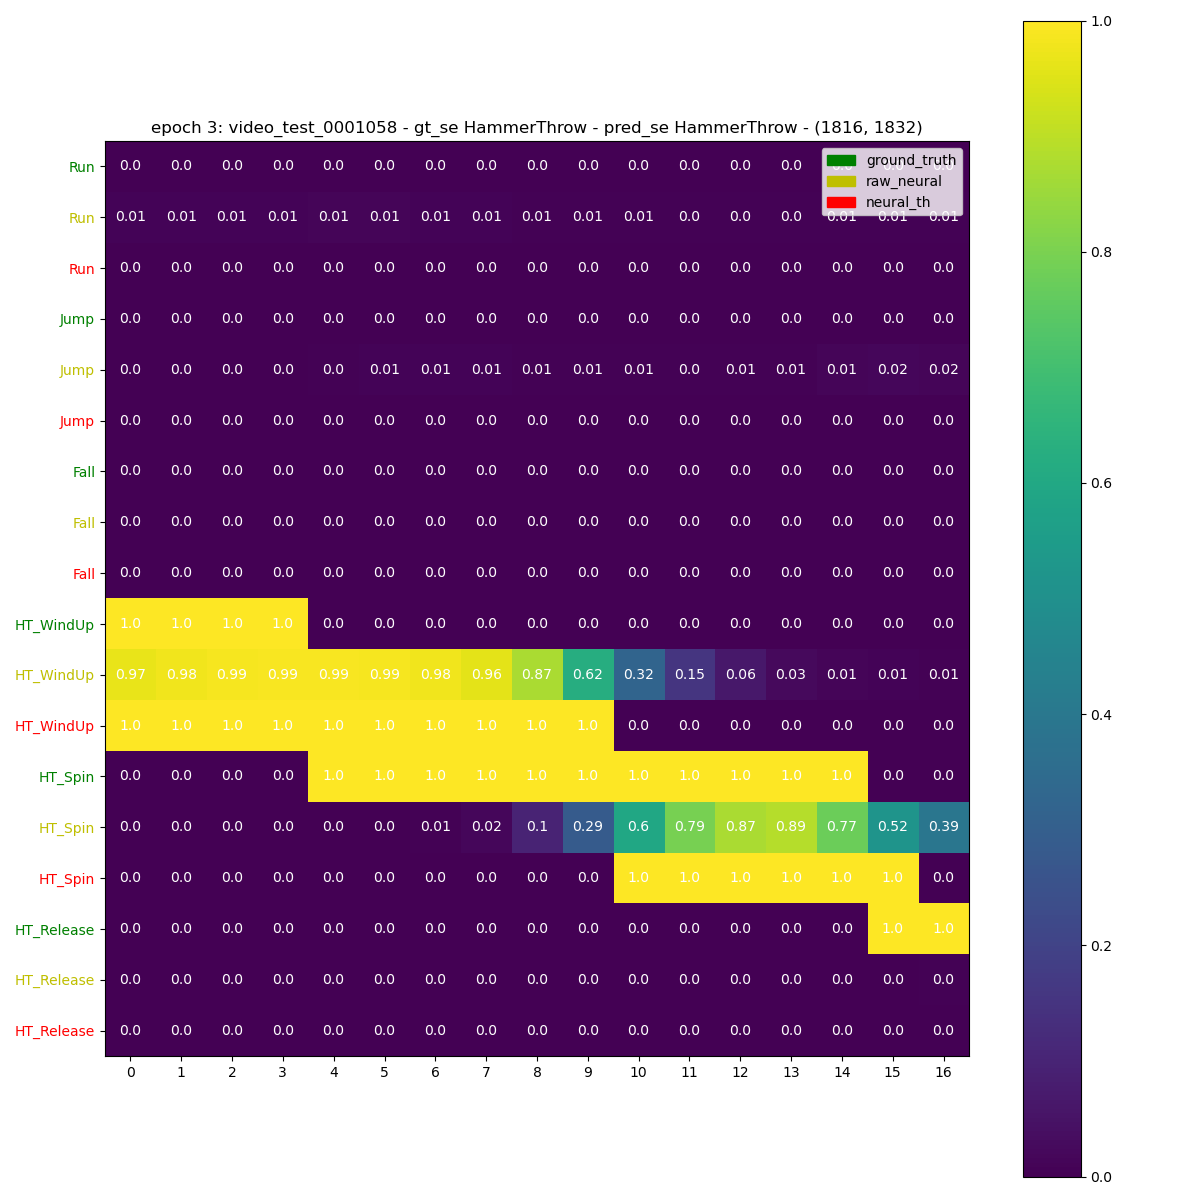 epoch 3: video_test_0001058 - gt_se HammerThrow - pred_se HammerThrow - (1816, 1832)
ground_truth
raw_neural
neural_th
Run 0.0 0.0 0.0 0.0 0.0 0.0 0.0 0.0 0.0 0.0 0.0 0.0 0.0 0.0 0.0 0.0
Run 0.01 0.01 0.01 0.01 0.01 0.01 0.01 0.01 0.01 0.01 0.01 0.0 0.0 0.0 0.01 0.01 0.01
Run 0.0 0.0 0.0 0.0 0.0 0.0 0.0 0.0 0.0 0.0 0.0 0.0 0.0 0.0 0.0 0.0 0.0
Jump 0.0 0.0 0.0 0.0 0.0 0.0 0.0 0.0 0.0 0.0 0.0 0.0 0.0 0.0 0.0 0.0 0.0
Jump 0.0 0.0 0.0 0.0 0.0 0.01 0.01 0.01 0.01 0.01 0.01 0.0 0.01 0.01 0.01 0.02 0.02
Jump 0.0 0.0 0.0 0.0 0.0 0.0 0.0 0.0 0.0 0.0 0.0 0.0 0.0 0.0 0.0 0.0 0.0
Fall 0.0 0.0 0.0 0.0 0.0 0.0 0.0 0.0 0.0 0.0 0.0 0.0 0.0 0.0 0.0 0.0 0.0
Fall 0.0 0.0 0.0 0.0 0.0 0.0 0.0 0.0 0.0 0.0 0.0 0.0 0.0 0.0 0.0 0.0 0.0
Fall 0.0 0.0 0.0 0.0 0.0 0.0 0.0 0.0 0.0 0.0 0.0 0.0 0.0 0.0 0.0 0.0 0.0
HT_WindUp 1.0 1.0 1.0 1.0 0.0 0.0 0.0 0.0 0.0 0.0 0.0 0.0 0.0 0.0 0.0 0.0 0.0
HT_WindUp 0.97 0.98 0.99 0.99 0.99 0.99 0.98 0.96 0.87 0.62 0.32 0.15 0.06 0.03 0.01 0.01 0.01
HT_WindUp 1.0 1.0 1.0 1.0 1.0 1.0 1.0 1.0 1.0 1.0 0.0 0.0 0.0 0.0 0.0 0.0 0.0
HT_Spin 0.0 0.0 0.0 0.0 1.0 1.0 1.0 1.0 1.0 1.0 1.0 1.0 1.0 1.0 1.0 0.0 0.0
HT_Spin 0.0 0.0 0.0 0.0 0.0 0.0 0.01 0.02 0.1 0.29 0.6 0.79 0.87 0.89 0.77 0.52 0.39
HT_Spin 0.0 0.0 0.0 0.0 0.0 0.0 0.0 0.0 0.0 0.0 1.0 1.0 1.0 1.0 1.0 1.0 0.0
HT_Release 0.0 0.0 0.0 0.0 0.0 0.0 0.0 0.0 0.0 0.0 0.0 0.0 0.0 0.0 0.0 1.0 1.0
HT_Release 0.0 0.0 0.0 0.0 0.0 0.0 0.0 0.0 0.0 0.0 0.0 0.0 0.0 0.0 0.0 0.0 0.0
HT_Release 0.0 0.0 0.0 0.0 0.0 0.0 0.0 0.0 0.0 0.0 0.0 0.0 0.0 0.0 0.0 0.0 0.0
0 1 2 3 4 5 6 7 8 9 10 11 12 13 14 15 16
1.0
0.8
0.6
0.4
0.2
0.0